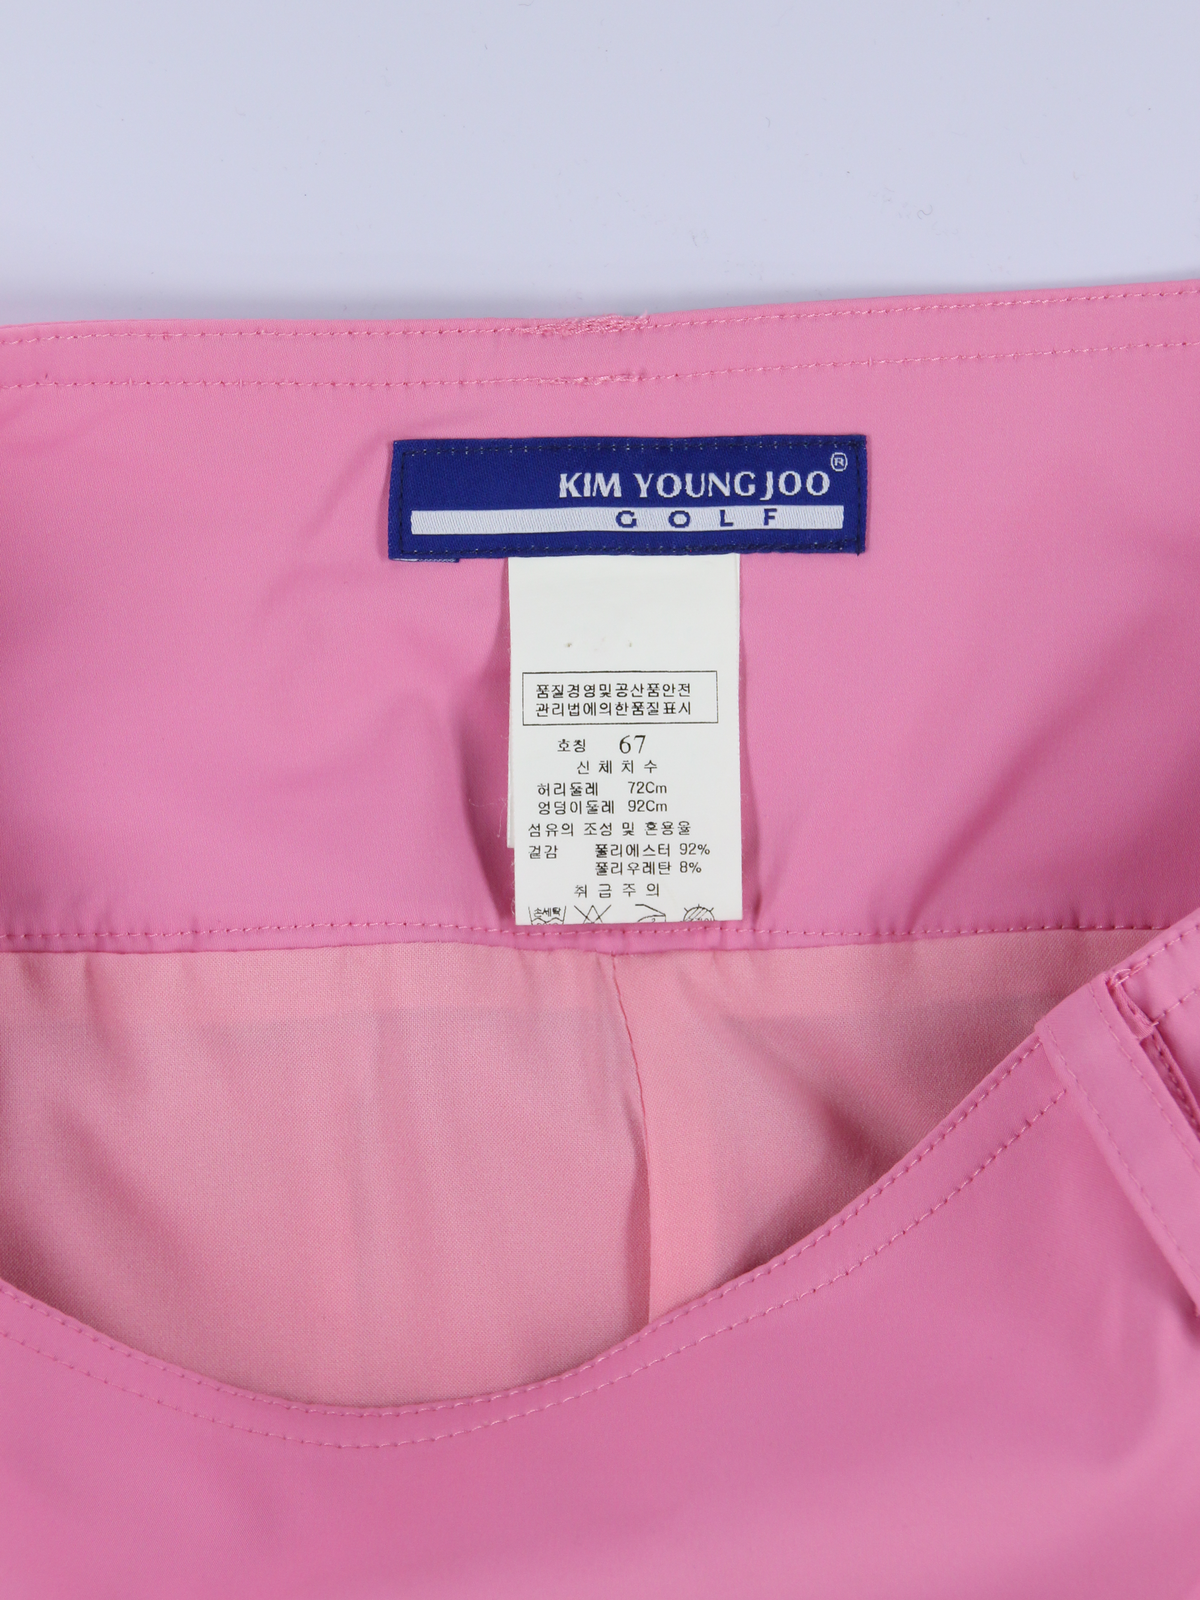 KIM YOUNG JOO®
GOLF
품질경영및공산품안전
관리법에의한품질표시
호칭 67
신체치수
허리둘레 72Cm
엉덩이둘레 92Cm
섬유의 조성 및 혼용율
겉감 폴리에스터 92%
폴리우레탄 8%
취급주의
손세탁